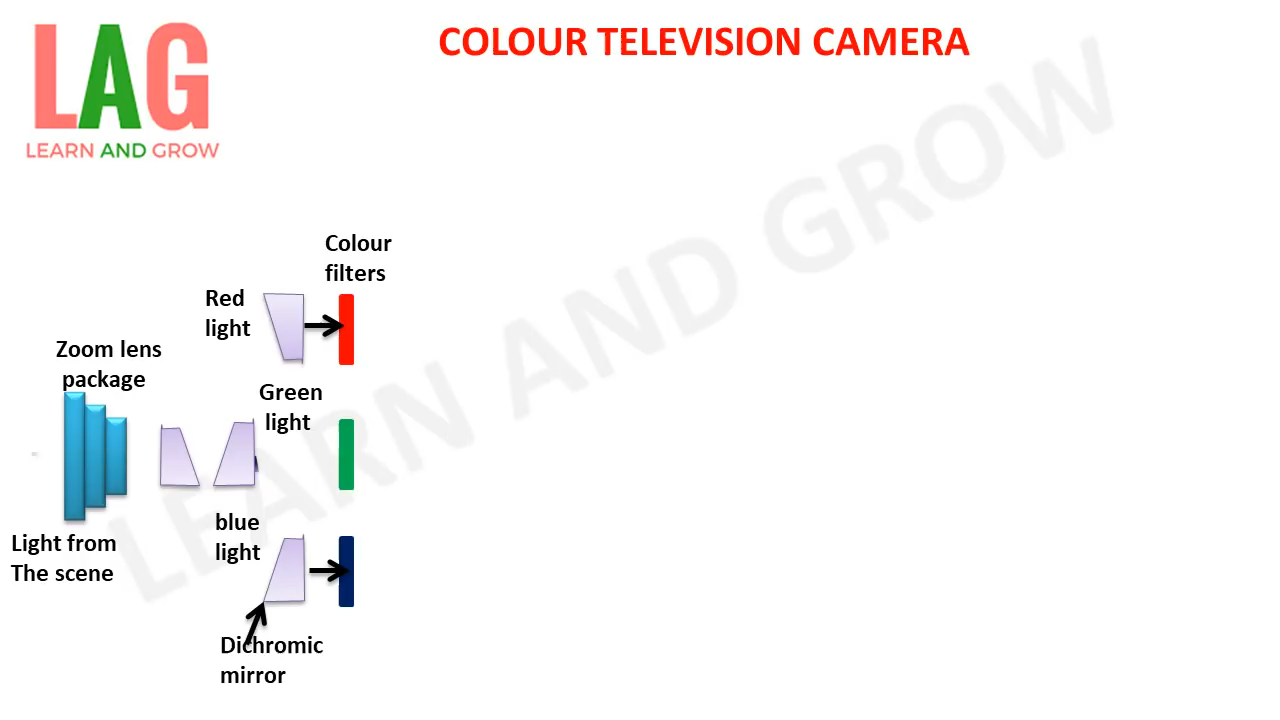 LAG
LEARN AND GROW
COLOUR TELEVISION CAMERA
Colour
filters
Red
light
Zoom lens
package
Green
light
blue
light
Light from
The scene
Dichromic
mirror
LEARN AND GROW